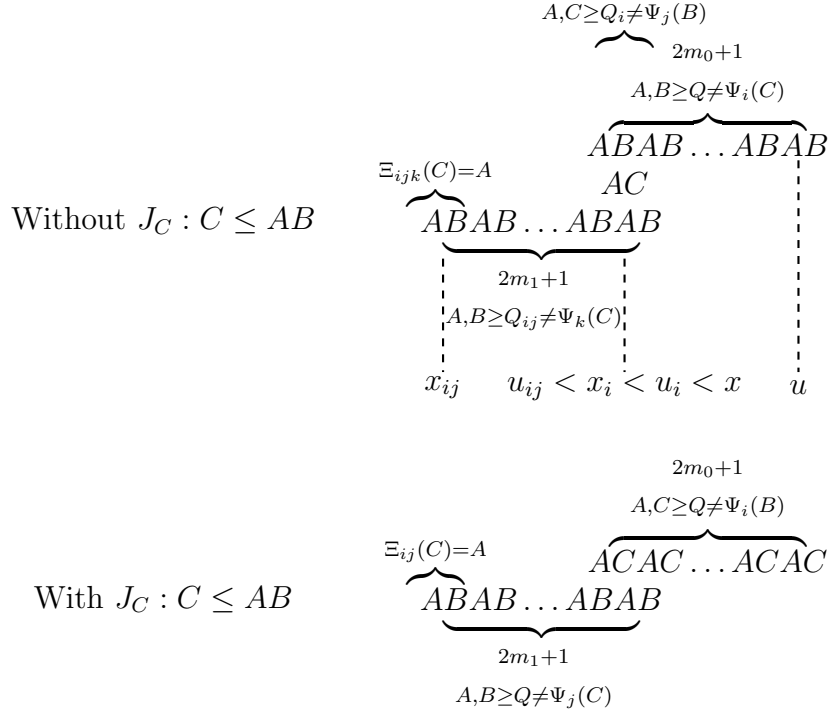 A,C≥Q_i≠Ψ_j(B)
2m_0+1
A,B≥Q≠Ψ_i(C)
ABAB…ABAB
Ξ_{ijk}(C)=A
AC
Without J_C : C ≤ AB
ABAB…ABAB
2m_1+1
A,B≥Q_{ij}≠Ψ_k(C)
x_{ij} u_{ij} < x_i < u_i < x u
2m_0+1
A,C≥Q≠Ψ_i(B)
Ξ_{ij}(C)=A
ACAC…ACAC
With J_C : C ≤ AB
ABAB…ABAB
2m_1+1
A,B≥Q≠Ψ_j(C)